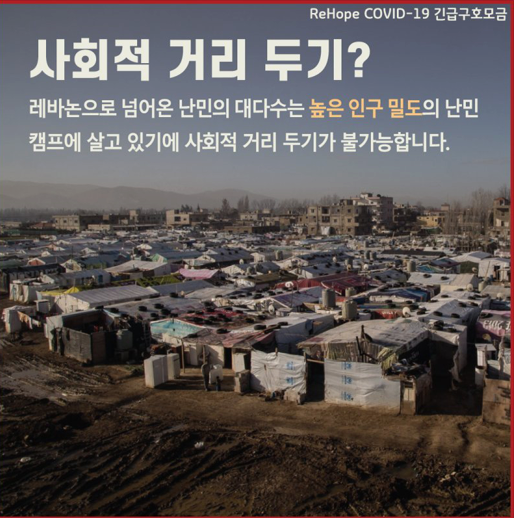 ReHope COVID-19 긴급구호모금
사회적 거리 두기?
레바논으로 넘어온 난민의 대다수는 높은 인구 밀도의 난민
캠프에 살고 있기에 사회적 거리 두기가 불가능합니다.